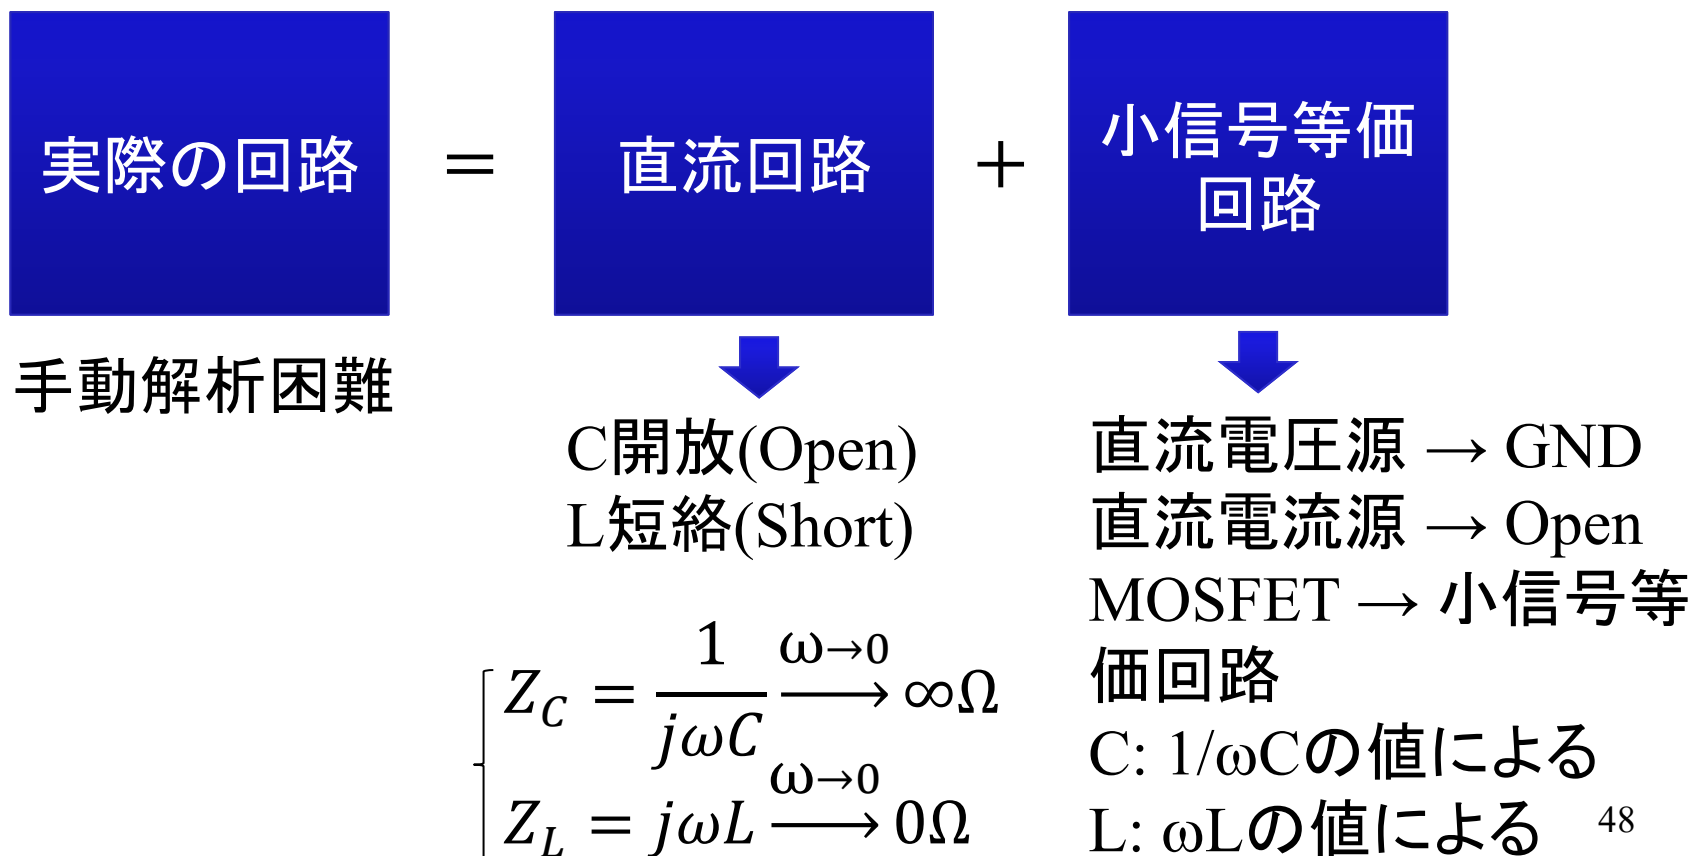 実際の回路
=
直流回路
+
小信号等価
回路
手動解析困難
C開放(Open)
L短絡(Short)
Z_C = 1/jωC ω→0 ⟶ ∞Ω
Z_L = jωL ω→0 ⟶ 0Ω
直流電圧源 → GND
直流電流源 → Open
MOSFET → 小信号等
価回路
C: 1/ωCの値による
L: ωLの値による
48